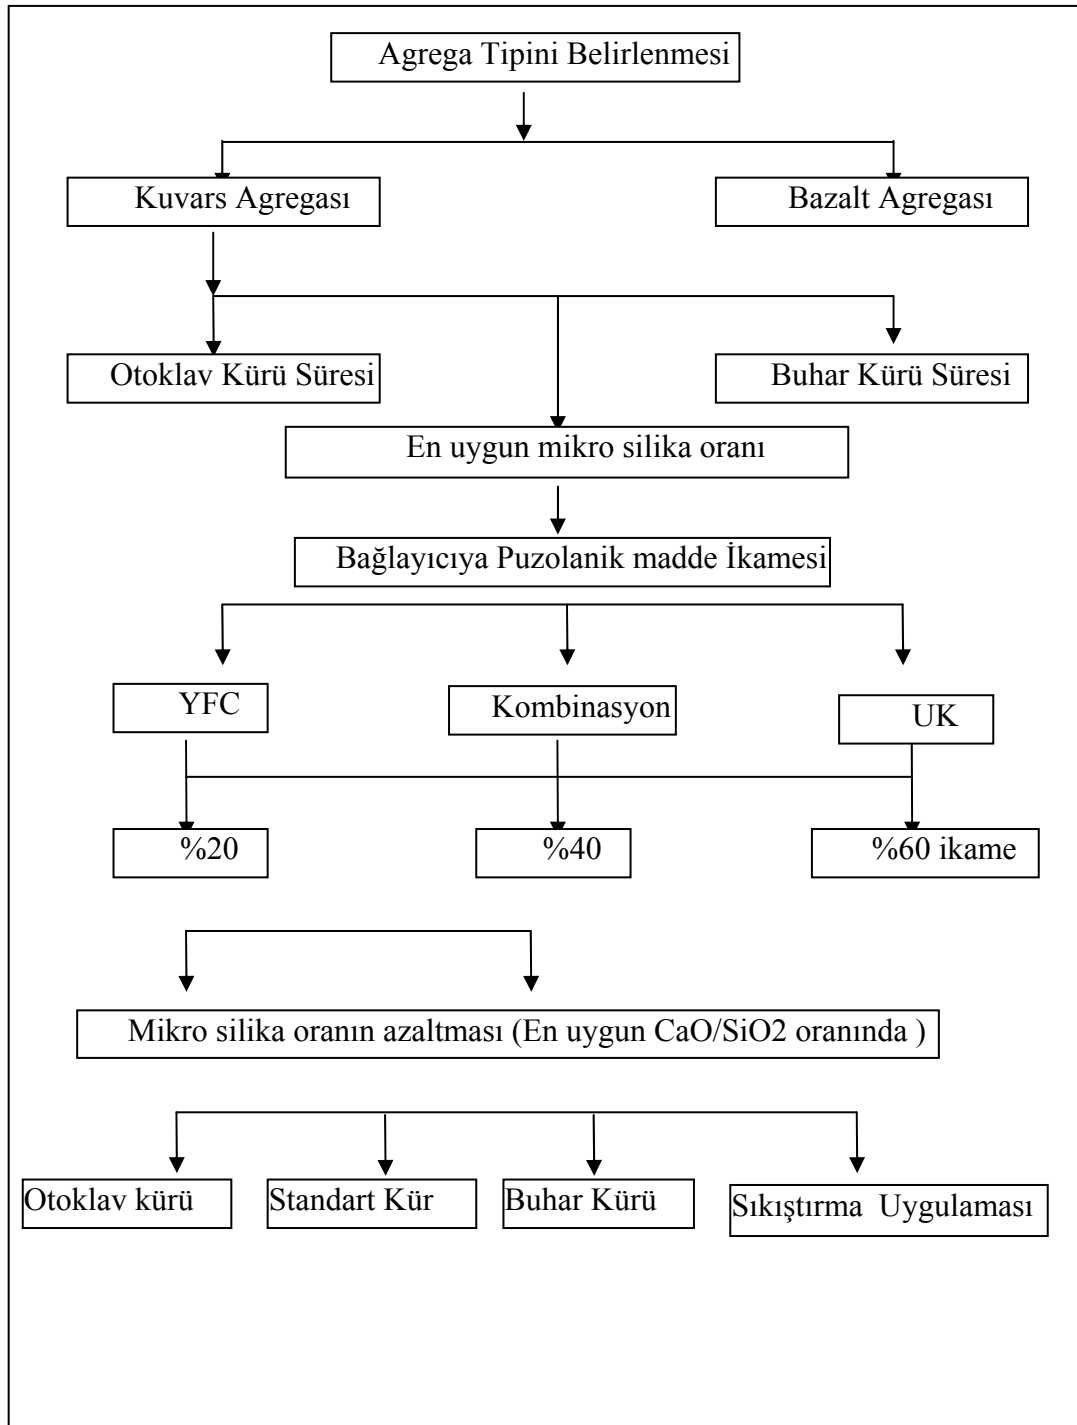 Agrega Tipini Belirlenmesi
Kuvars Agregası
Bazalt Agregası
Otoklav Kürü Süresi
Buhar Kürü Süresi
En uygun mikro silika oranı
Bağlayıcıya Puzolanik madde İkamesi
YFC
Kombinasyon
UK
%20
%40
%60 ikame
Mikro silika oranın azaltması (En uygun CaO/SiO2 oranında )
Otoklav kürü
Standart Kür
Buhar Kürü
Sıkıştırma Uygulaması